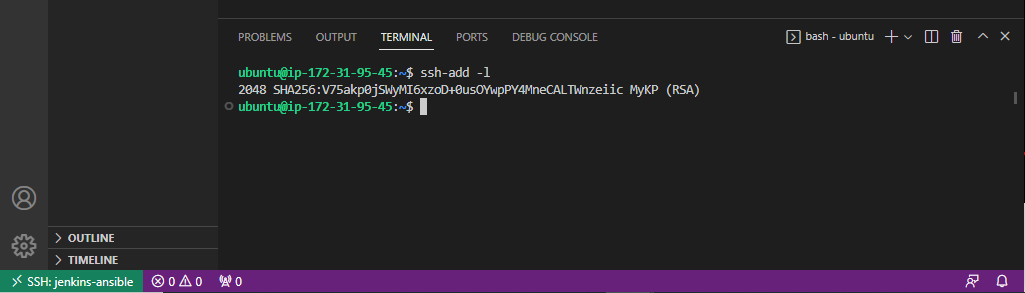 PROBLEMS OUTPUT TERMINAL PORTS DEBUG CONSOLE bash - ubuntu
ubuntu@ip-172-31-95-45:~$ ssh-add -l
2048 SHA256:V75akp0jSWyMI6xzoD+0usOYwpPY4MneCALTWnzeiic MyKP (RSA)
ubuntu@ip-172-31-95-45:~$
OUTLINE
TIMELINE
SSH: jenkins-ansible 0 0 0